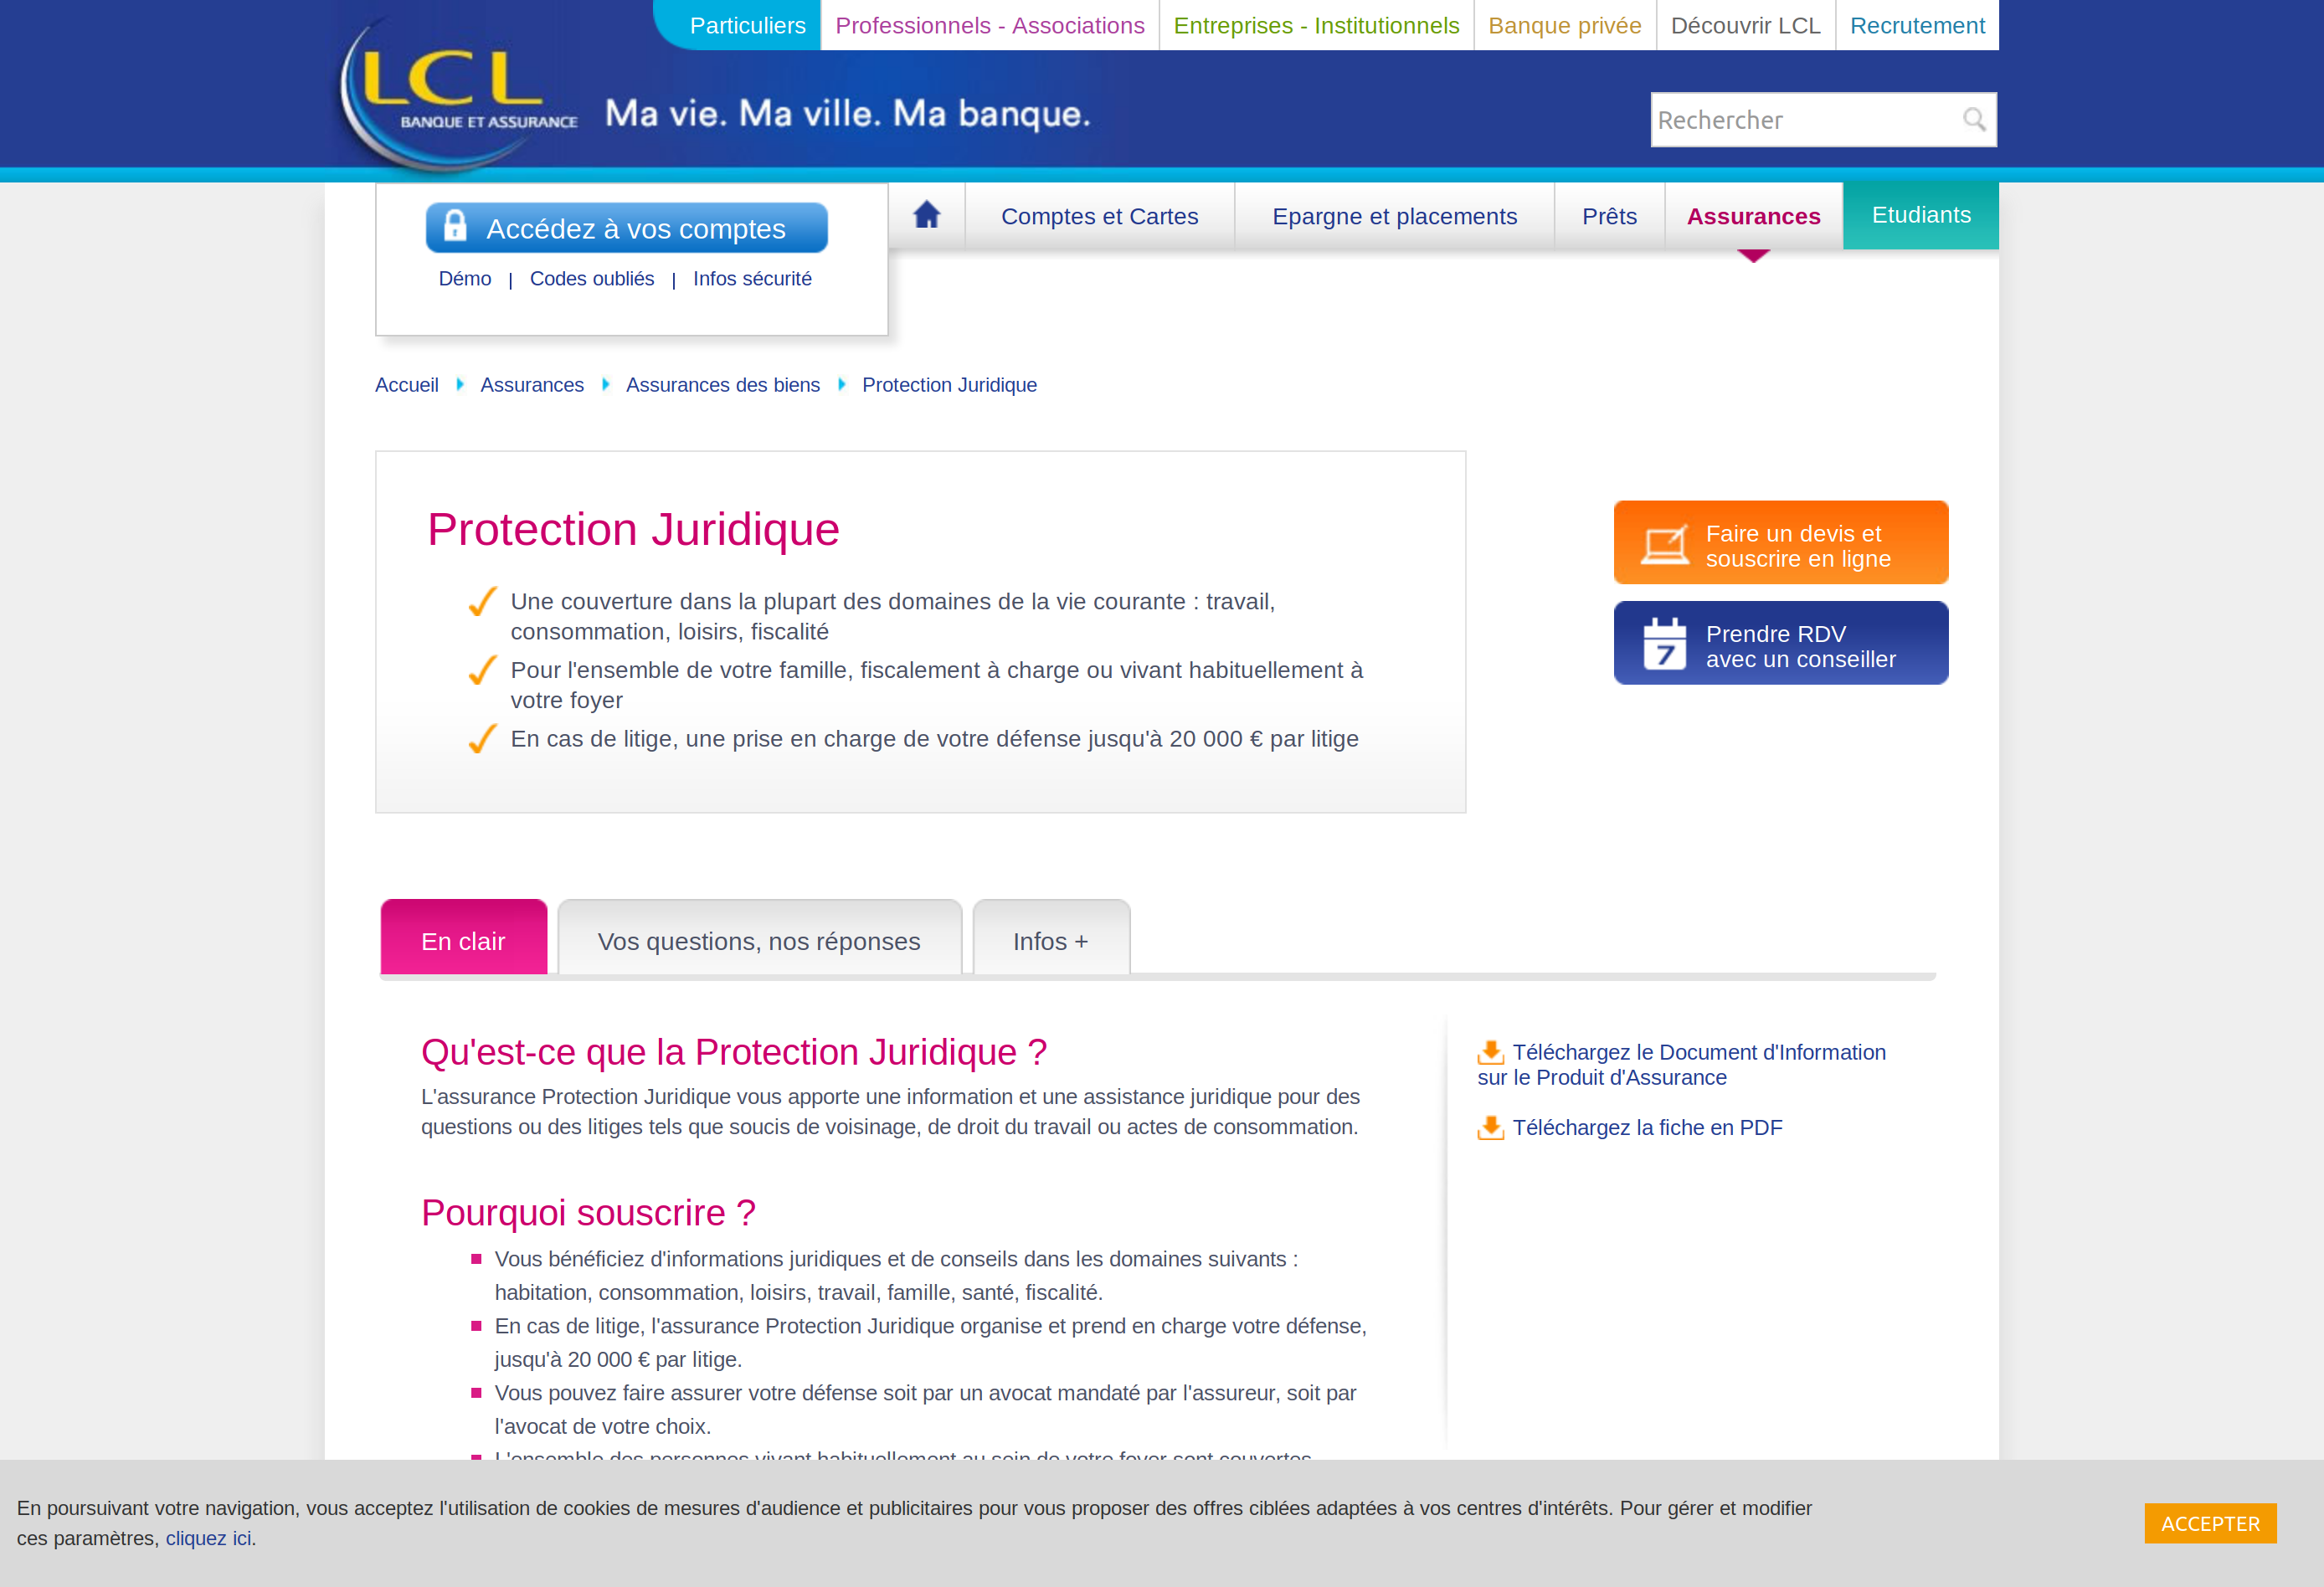 Particuliers
Professionnels - Associations
Entreprises - Institutionnels
Banque privée
Découvrir LCL
Recrutement
LCL
BANQUE ET ASSURANCE
Ma vie. Ma ville. Ma banque.
Rechercher
Accédez à vos comptes
Démo | Codes oubliés | Infos sécurité
Comptes et Cartes
Epargne et placements
Prêts
Assurances
Etudiants
Accueil
Assurances
Assurances des biens
Protection Juridique
Protection Juridique
Une couverture dans la plupart des domaines de la vie courante : travail,
consommation, loisirs, fiscalité
Pour l'ensemble de votre famille, fiscalement à charge ou vivant habituellement à
votre foyer
En cas de litige, une prise en charge de votre défense jusqu'à 20 000 € par litige
Faire un devis et
souscrire en ligne
7
Prendre RDV
avec un conseiller
En clair
Vos questions, nos réponses
Infos +
Qu'est-ce que la Protection Juridique ?
L'assurance Protection Juridique vous apporte une information et une assistance juridique pour des
questions ou des litiges tels que soucis de voisinage, de droit du travail ou actes de consommation.
Pourquoi souscrire ?
Vous bénéficiez d'informations juridiques et de conseils dans les domaines suivants :
habitation, consommation, loisirs, travail, famille, santé, fiscalité.
En cas de litige, l'assurance Protection Juridique organise et prend en charge votre défense,
jusqu'à 20 000 € par litige.
Vous pouvez faire assurer votre défense soit par un avocat mandaté par l'assureur, soit par
l'avocat de votre choix.
L'ensemble des personnes vivant habituellement au sein de votre foyer sont couvertes
Téléchargez le Document d'Information
sur le Produit d'Assurance
Téléchargez la fiche en PDF
En poursuivant votre navigation, vous acceptez l'utilisation de cookies de mesures d'audience et publicitaires pour vous proposer des offres ciblées adaptées à vos centres d'intérêts. Pour gérer et modifier
ces paramètres, cliquez ici.
ACCEPTER